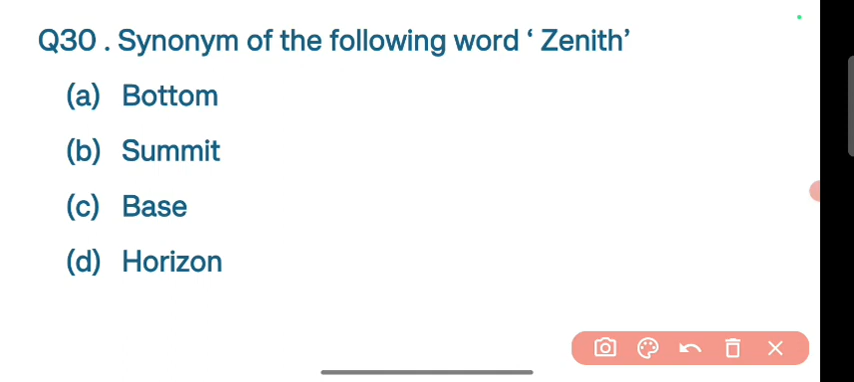 Q30 . Synonym of the following word ‘ Zenith’
(a) Bottom
(b) Summit
(c) Base
(d) Horizon